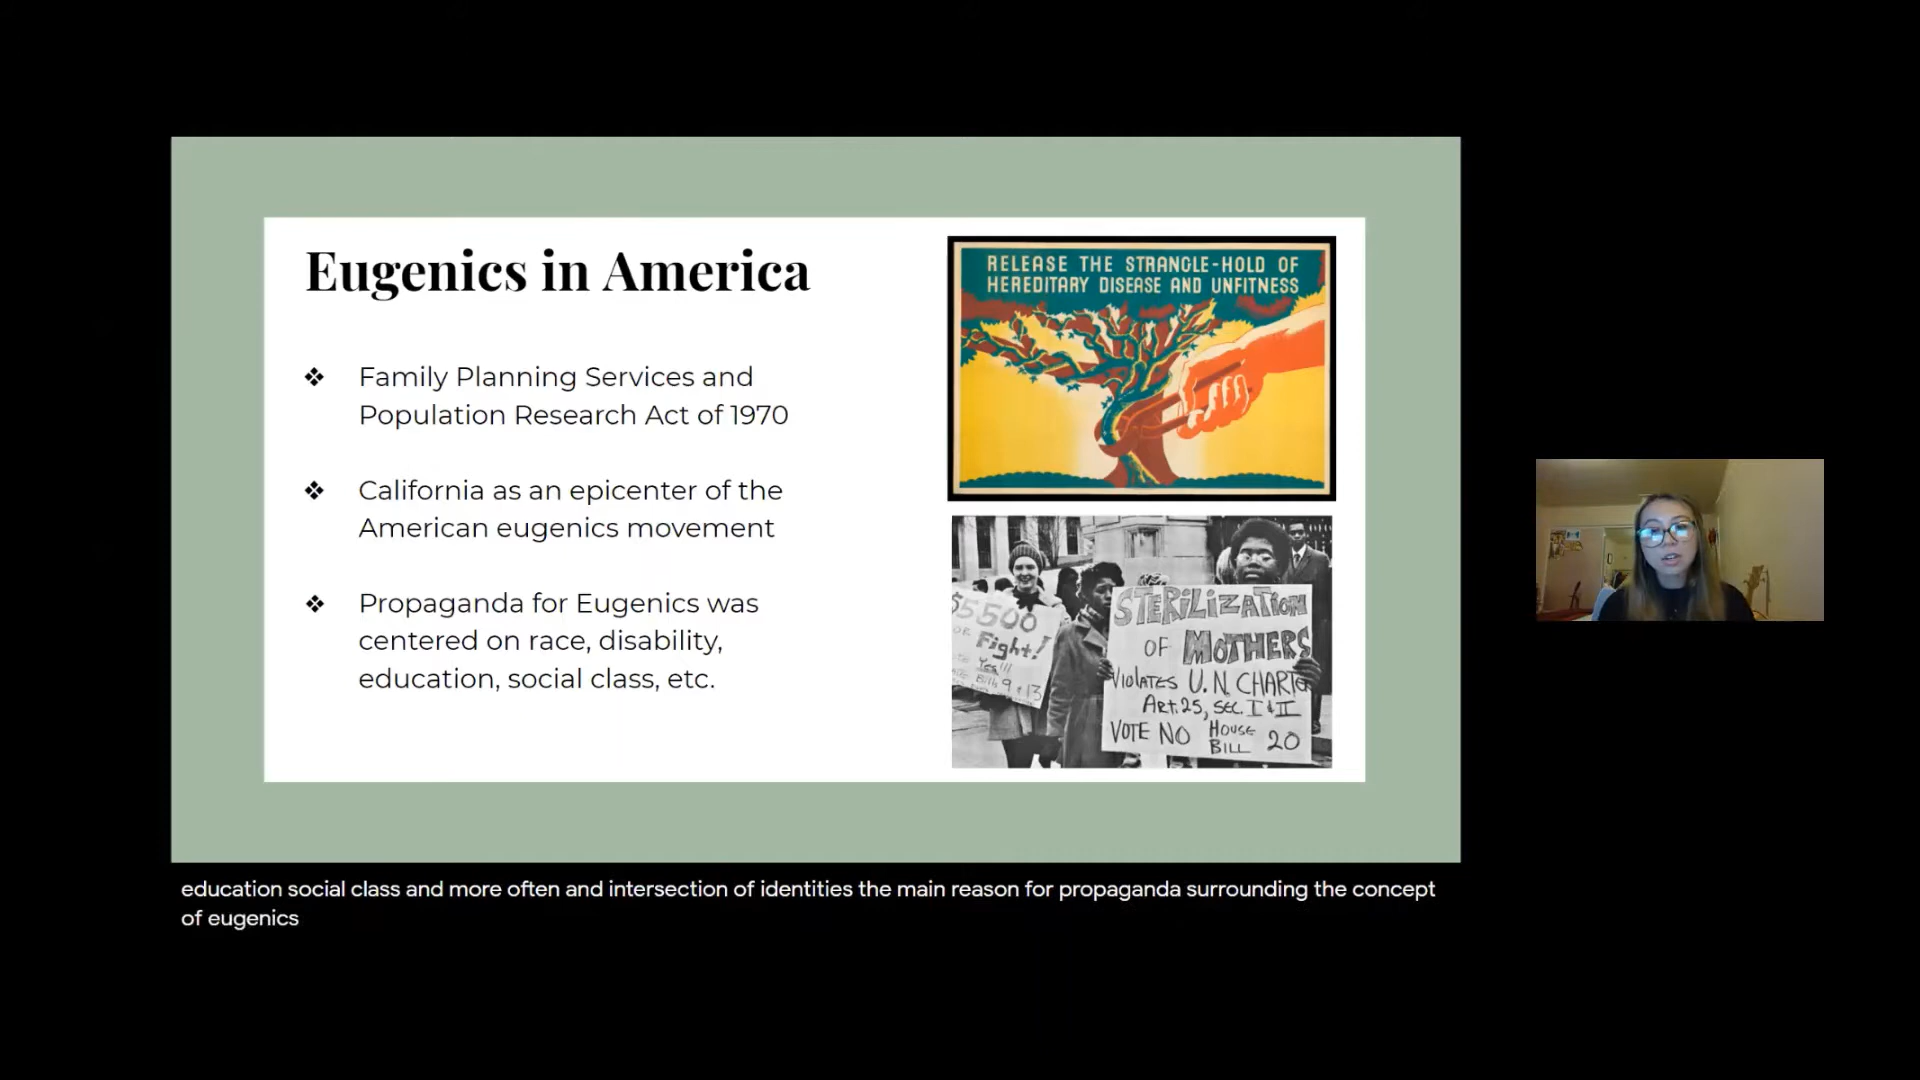 Eugenics in America
❖ Family Planning Services and
Population Research Act of 1970
❖ California as an epicenter of the
American eugenics movement
❖ Propaganda for Eugenics was
centered on race, disability,
education, social class, etc.
RELEASE THE STRANGLE-HOLD OF
HEREDITARY DISEASE AND UNFITNESS
$5500
OR Fight!
Yes!!!
Bills 9 & 13
STERiLiZATiON
OF MOTHERS
ViOLATES U.N. CHARTER
Art. 25, SEC. I & II
VOTE NO HOUSE
BILL 20
education social class and more often and intersection of identities the main reason for propaganda surrounding the concept
of eugenics